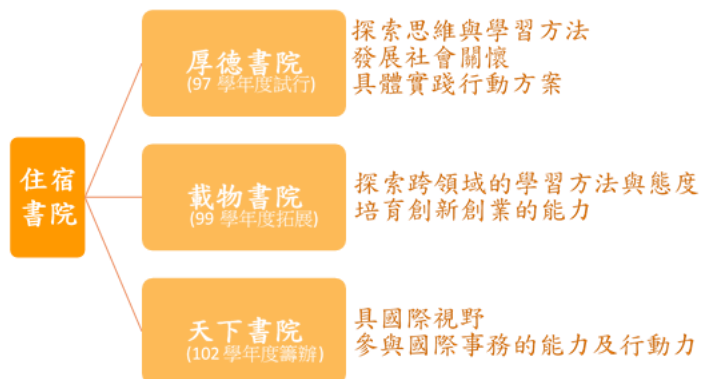 住宿
書院
厚德書院
(97 學年度試行)
探索思維與學習方法
發展社會關懷
具體實踐行動方案
載物書院
(99 學年度拓展)
探索跨領域的學習方法與態度
培育創新創業的能力
天下書院
(102 學年度籌辦)
具國際視野
參與國際事務的能力及行動力